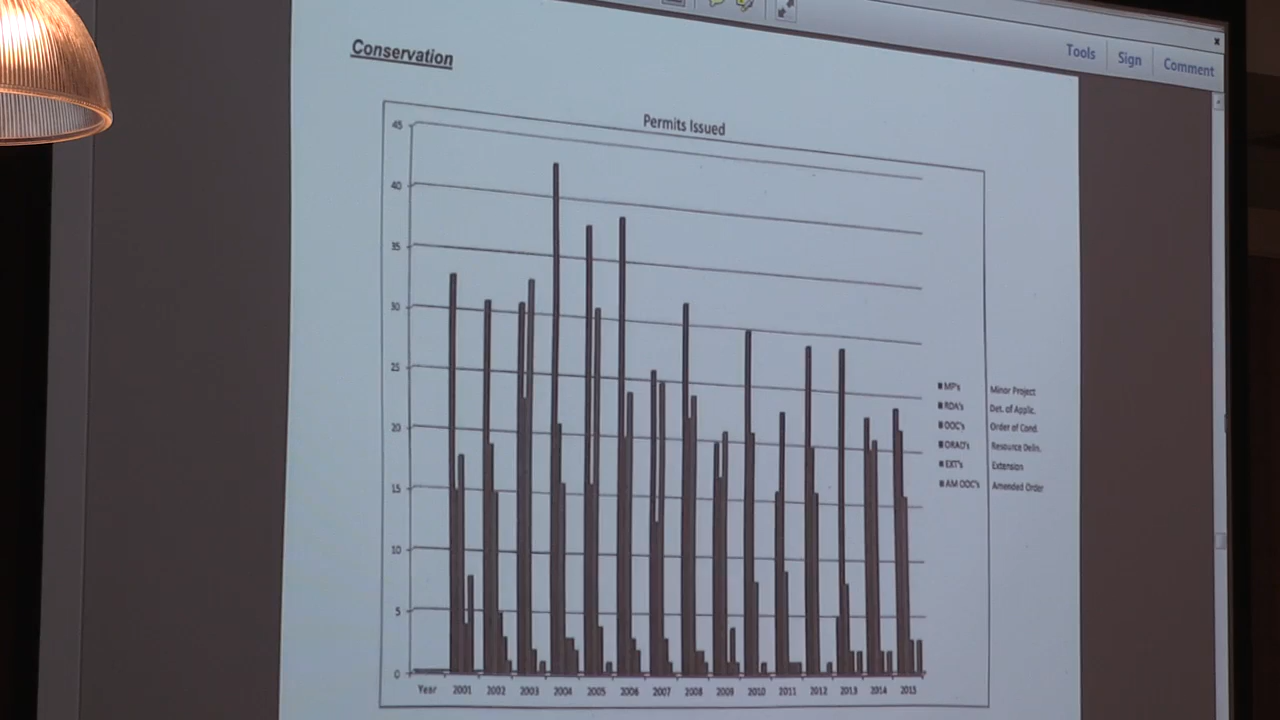 Tools Sign Comment
Conservation
Permits Issued
45
40
35
30
25
20
15
10
5
0
Year 2001 2002 2003 2004 2005 2006 2007 2008 2009 2010 2011 2012 2013 2014 2015
MP's Minor Project
RDA's Det. of Applic.
OOC's Order of Cond.
ORAD's Resource Delin.
EXT's Extension
AM OOC's Amended Order